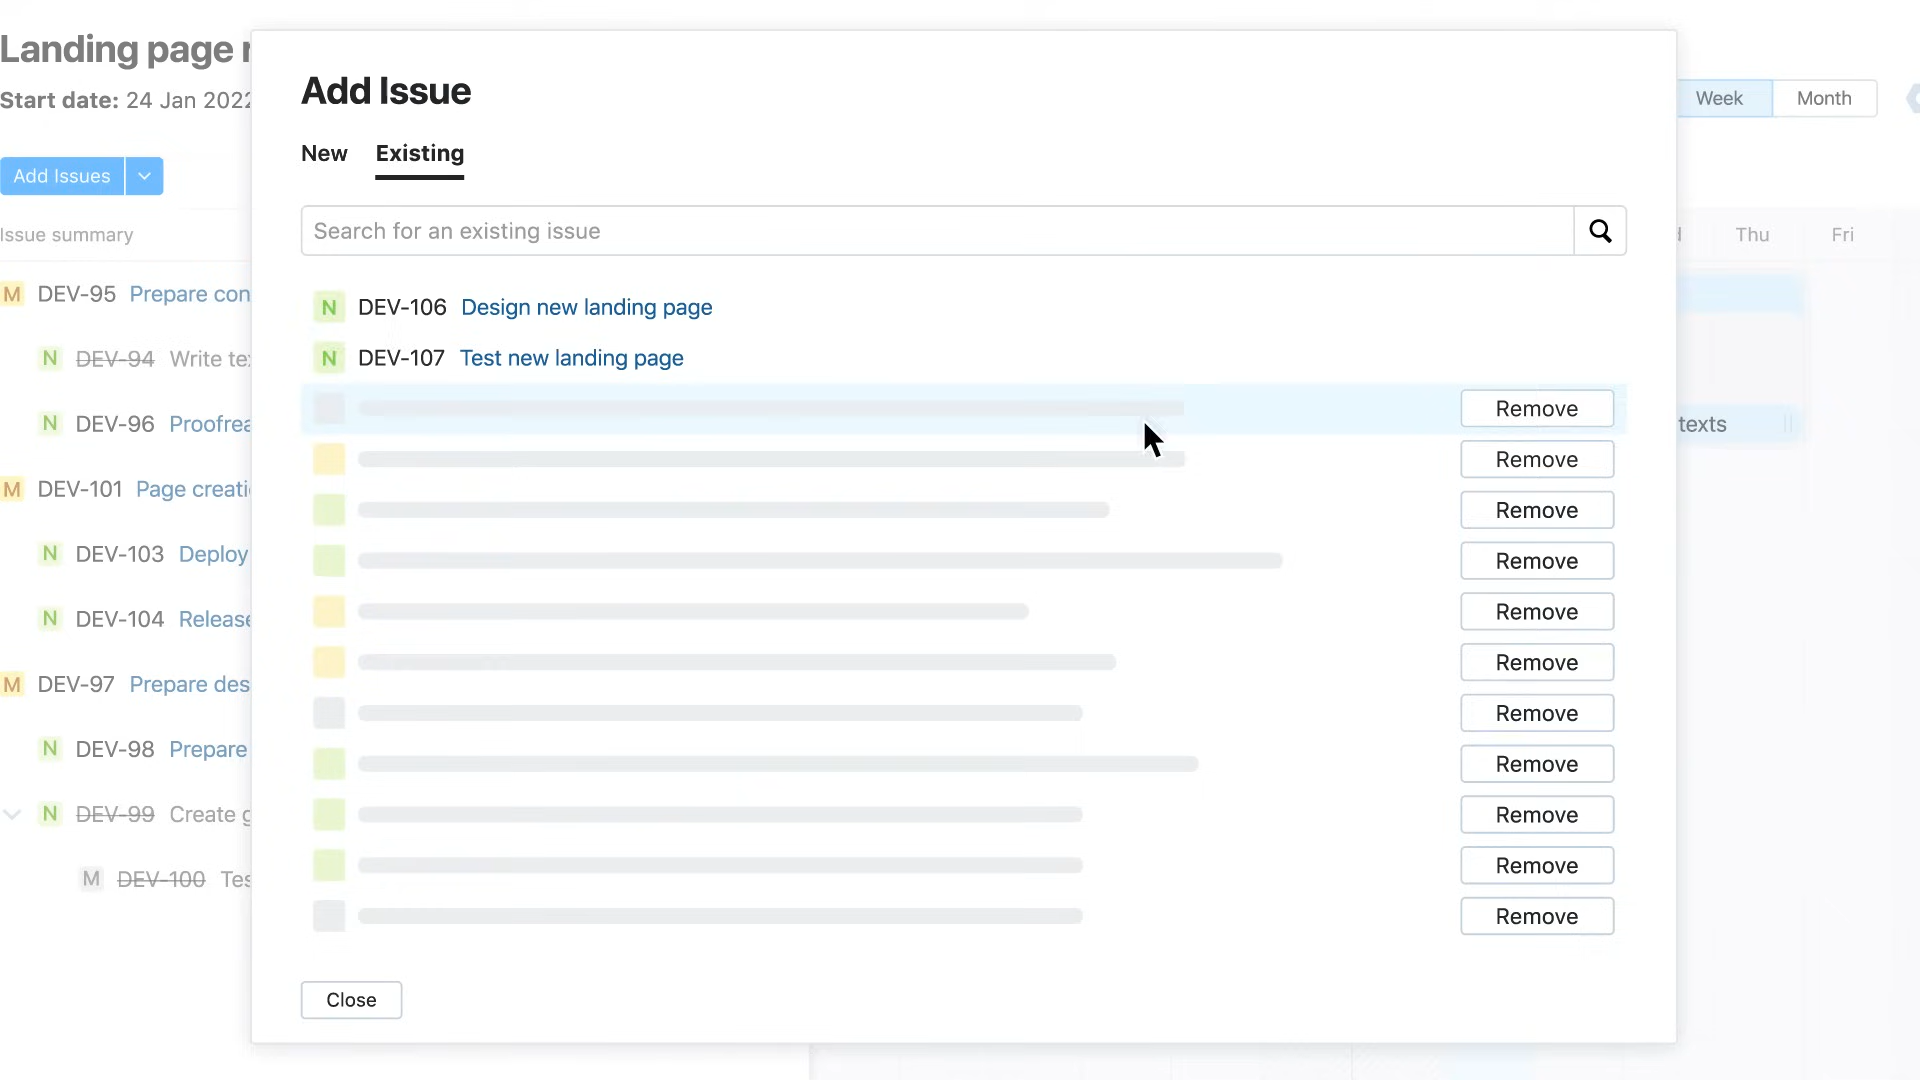 Landing page
Start date: 24 Jan 2022
Add Issues
Issue summary
M DEV-95 Prepare con
N DEV-94 Write tex
N DEV-96 Proofrea
M DEV-101 Page creati
N DEV-103 Deploy
N DEV-104 Release
M DEV-97 Prepare des
N DEV-98 Prepare
N DEV-99 Create g
M DEV-100 Tes
Add Issue
New Existing
Search for an existing issue
N DEV-106 Design new landing page
N DEV-107 Test new landing page
Remove
Remove
Remove
Remove
Remove
Remove
Remove
Remove
Remove
Remove
Remove
Close
Week Month
Thu Fri
texts